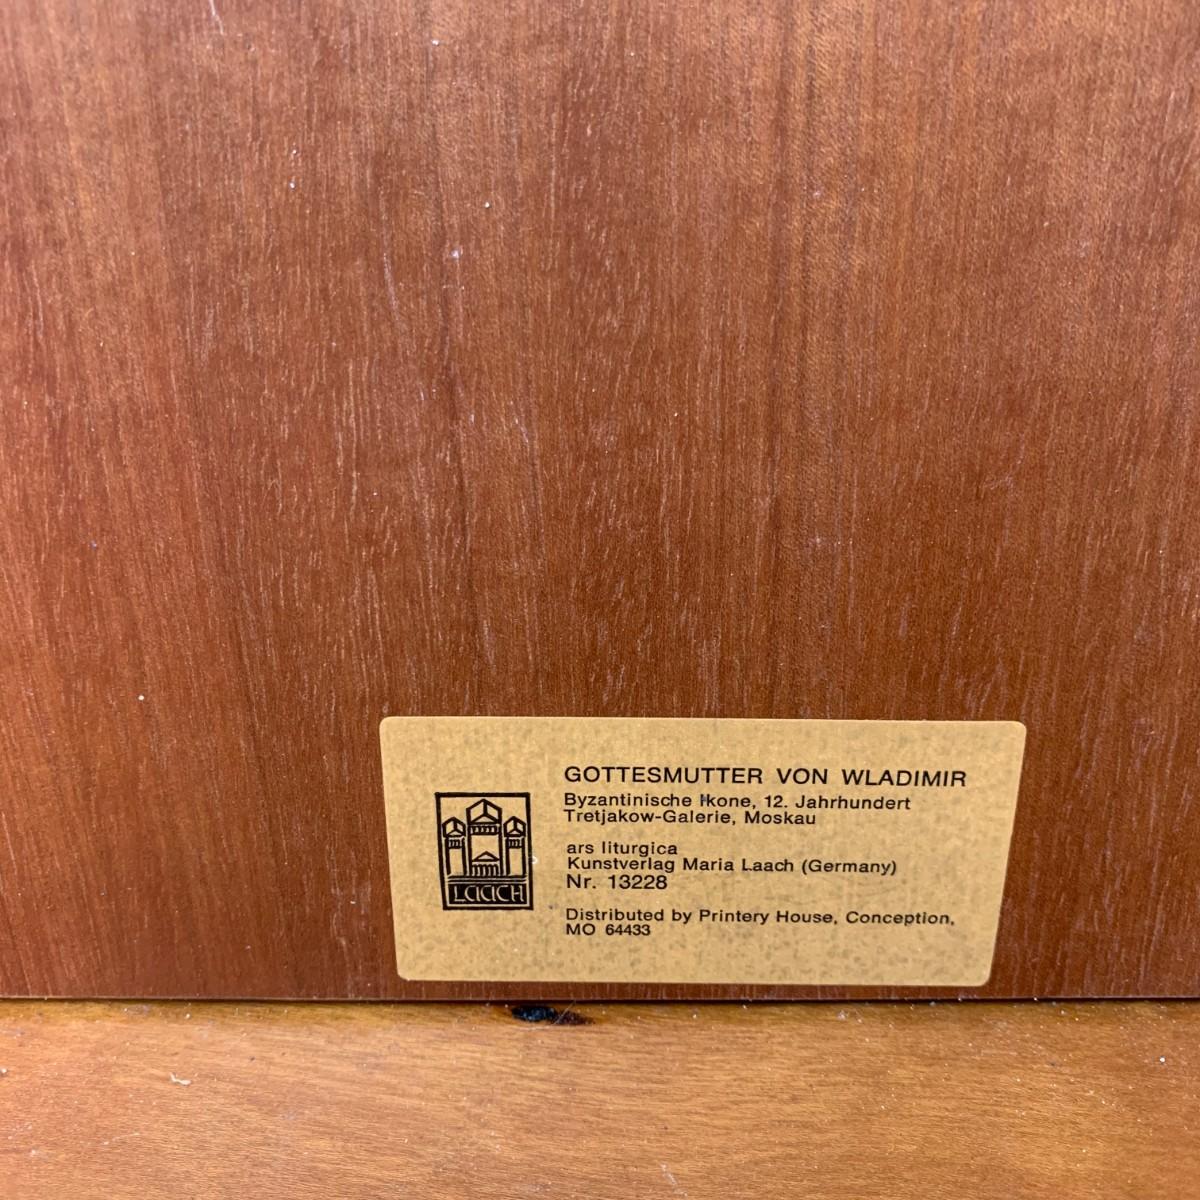 GOTTESMUTTER VON WLADIMIR
Byzantinische Ikone, 12. Jahrhundert
Tretjakow-Galerie, Moskau
ars liturgica
Kunstverlag Maria Laach (Germany)
Nr. 13228
Distributed by Printery House, Conception,
MO 64433
LAACH